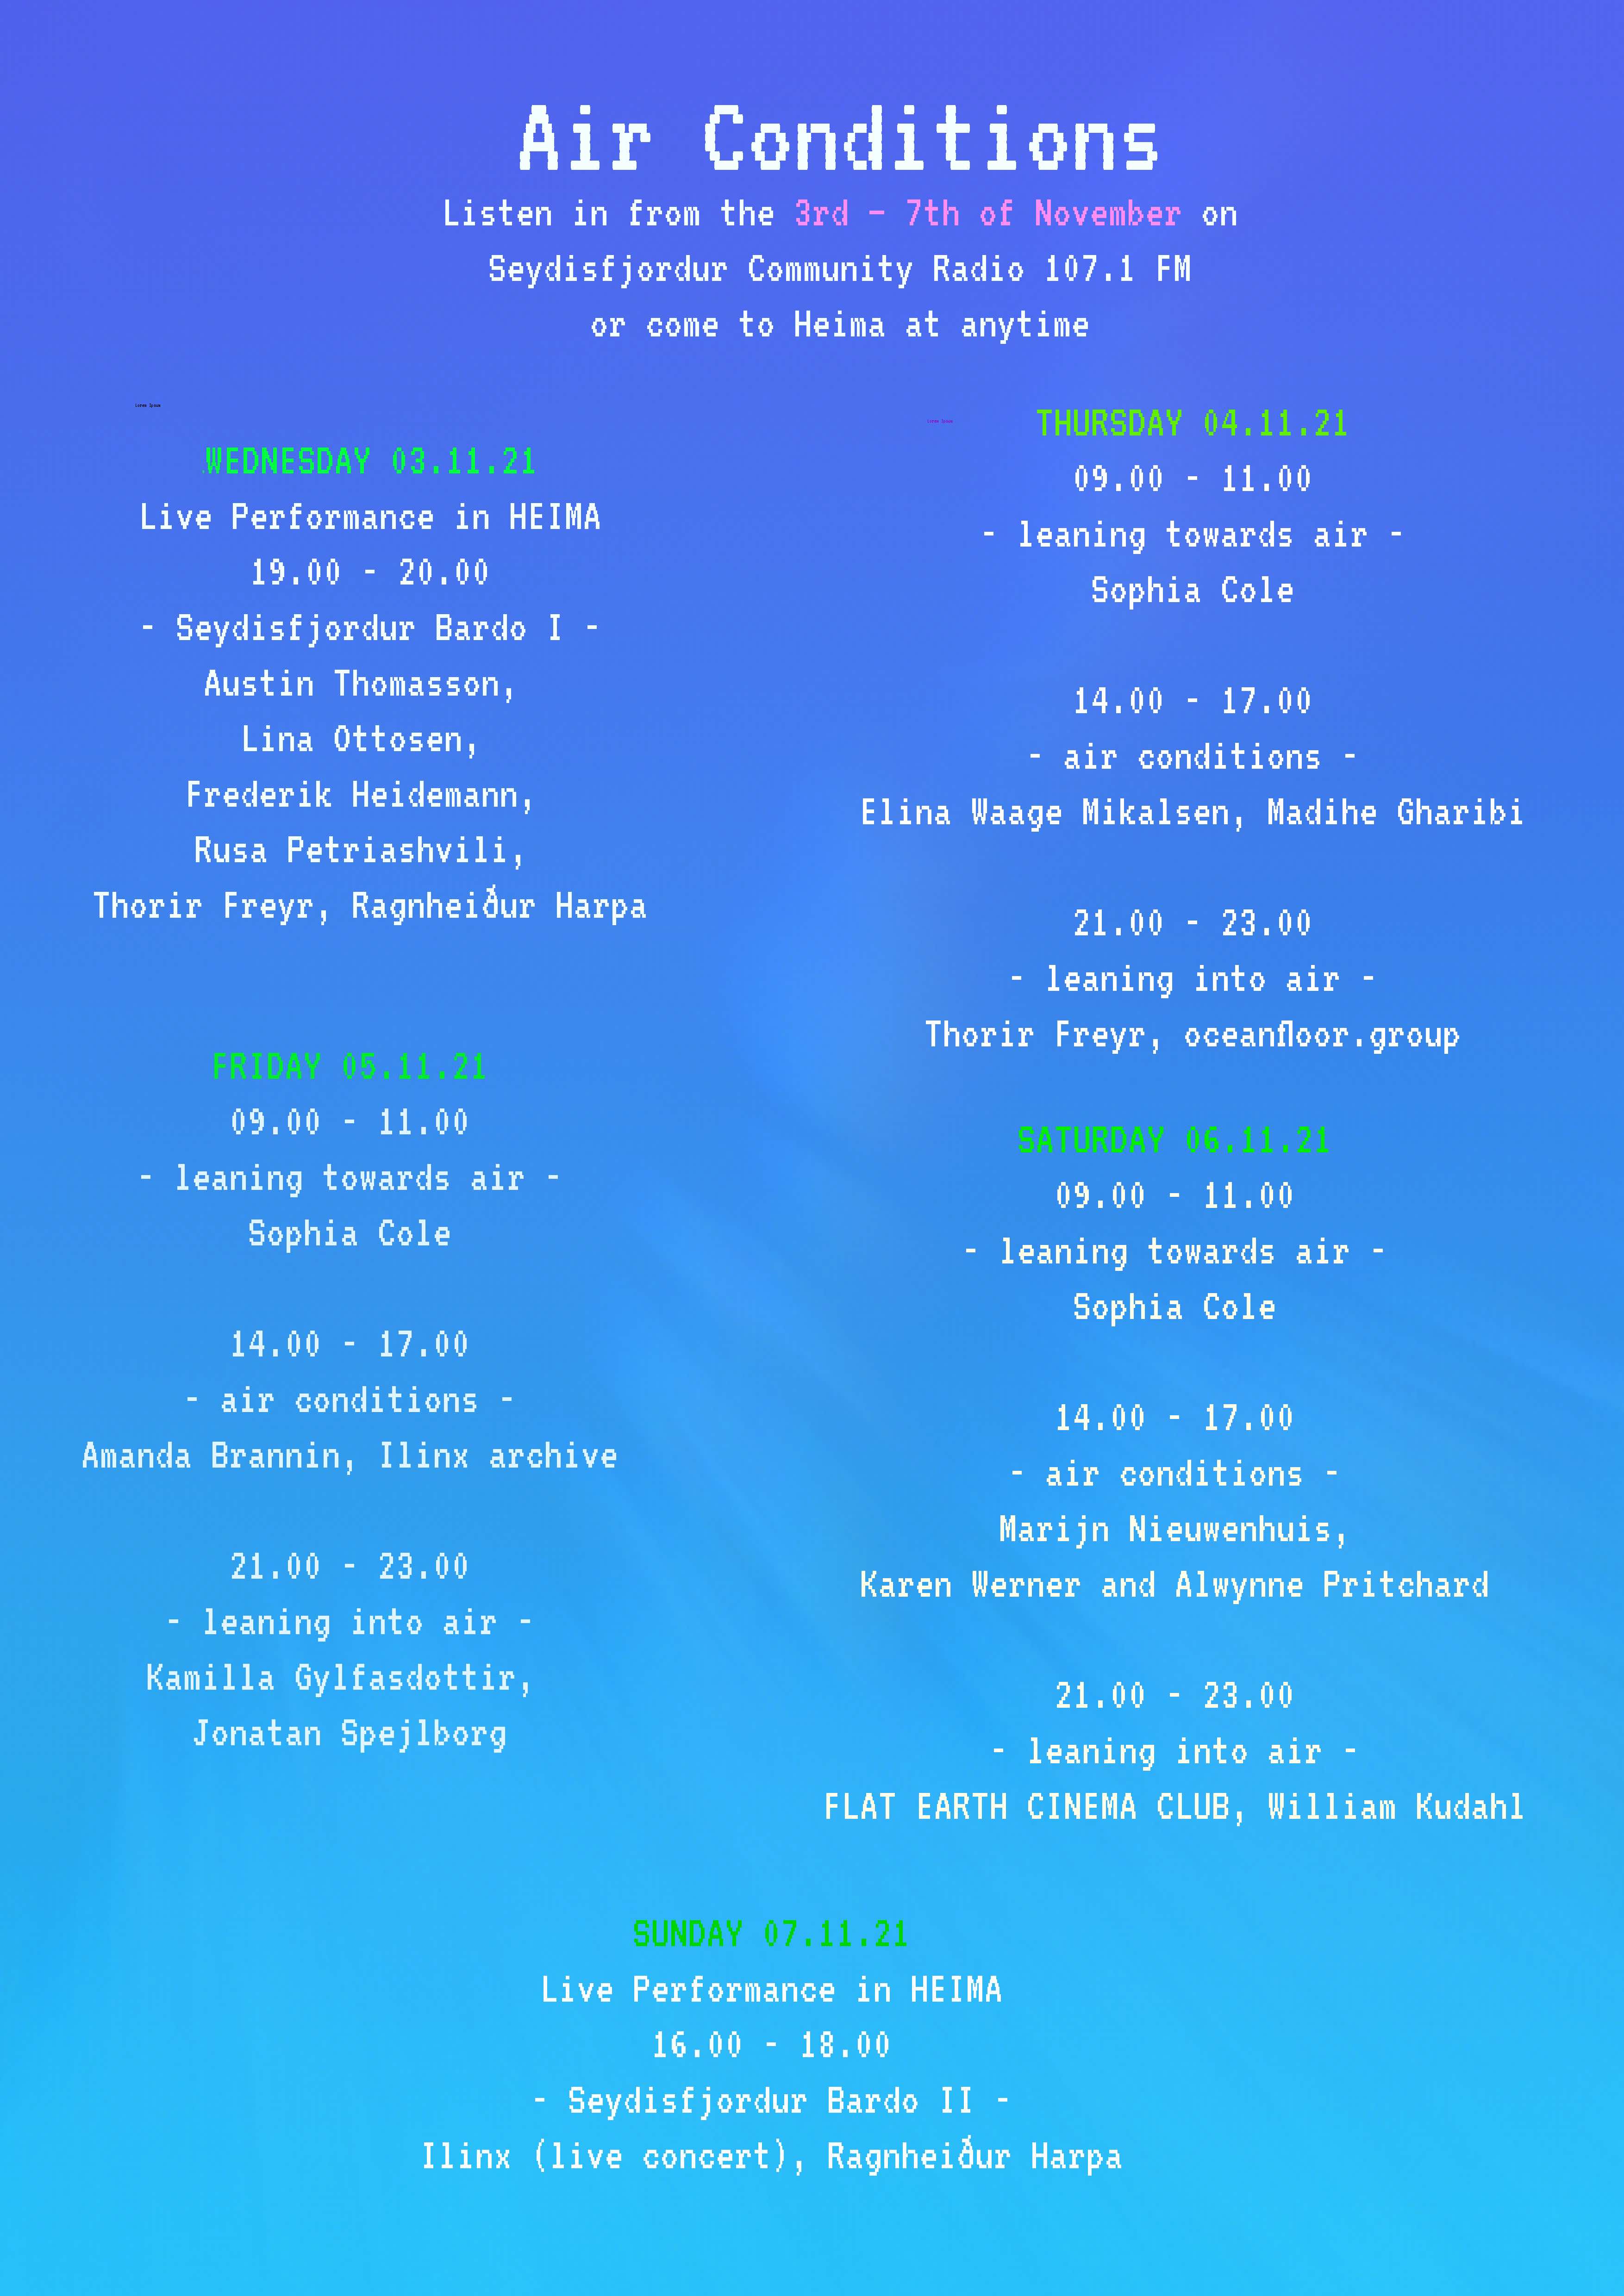 Air Conditions
Listen in from the 3rd - 7th of November on
Seydisfjordur Community Radio 107.1 FM
or come to Heima at anytime
Lorem Ipsum
WEDNESDAY 03.11.21
Live Performance in HEIMA
19.00 - 20.00
- Seydisfjordur Bardo I -
Austin Thomasson,
Lina Ottosen,
Frederik Heidemann,
Rusa Petriashvili,
Thorir Freyr, Ragnheiður Harpa
Lorem Ipsum
THURSDAY 04.11.21
09.00 - 11.00
- leaning towards air -
Sophia Cole
14.00 - 17.00
- air conditions -
Elina Waage Mikalsen, Madihe Gharibi
21.00 - 23.00
- leaning into air -
Thorir Freyr, oceanfloor.group
FRIDAY 05.11.21
09.00 - 11.00
- leaning towards air -
Sophia Cole
14.00 - 17.00
- air conditions -
Amanda Brannin, Ilinx archive
21.00 - 23.00
- leaning into air -
Kamilla Gylfasdottir,
Jonatan Spejlborg
SATURDAY 06.11.21
09.00 - 11.00
- leaning towards air -
Sophia Cole
14.00 - 17.00
- air conditions -
Marijn Nieuwenhuis,
Karen Werner and Alwynne Pritchard
21.00 - 23.00
- leaning into air -
FLAT EARTH CINEMA CLUB, William Kudahl
SUNDAY 07.11.21
Live Performance in HEIMA
16.00 - 18.00
- Seydisfjordur Bardo II -
Ilinx (live concert), Ragnheiður Harpa